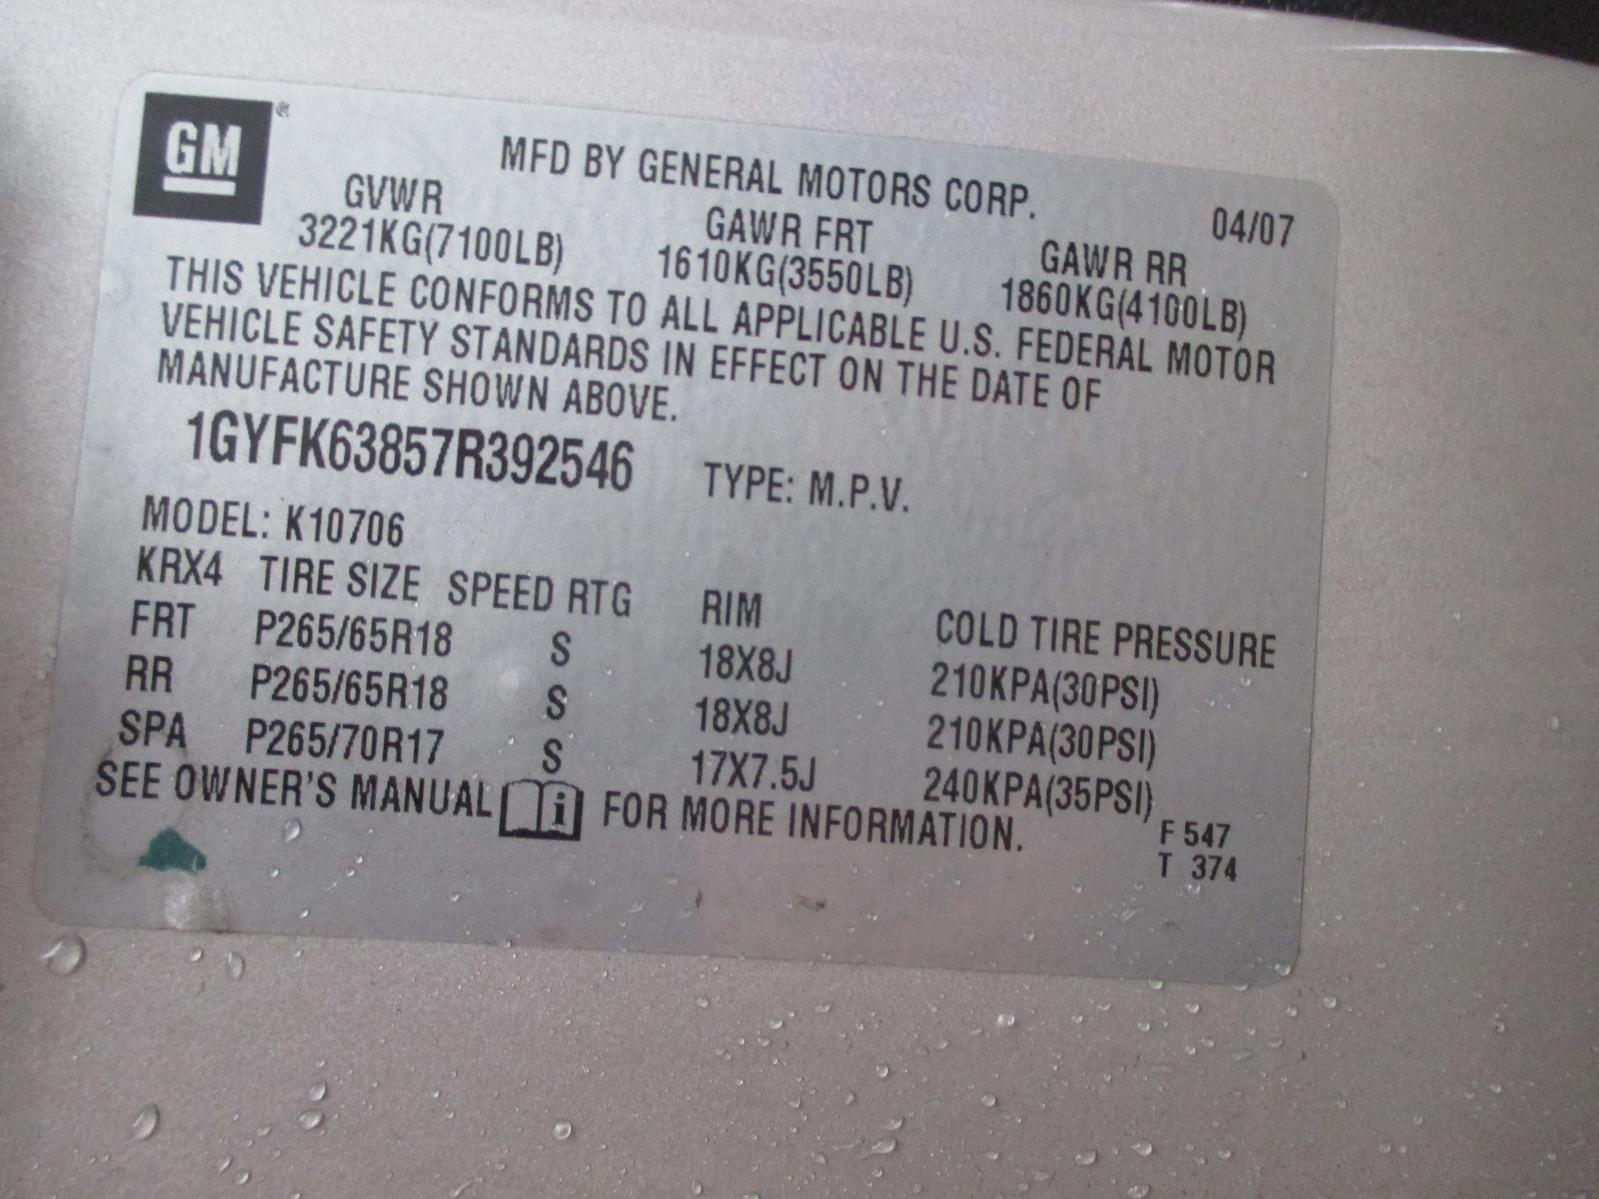 GM ®
MFD BY GENERAL MOTORS CORP. 04/07
GVWR GAWR FRT GAWR RR
3221KG(7100LB) 1610KG(3550LB) 1860KG(4100LB)
THIS VEHICLE CONFORMS TO ALL APPLICABLE U.S. FEDERAL MOTOR
VEHICLE SAFETY STANDARDS IN EFFECT ON THE DATE OF
MANUFACTURE SHOWN ABOVE.
1GYFK63857R392546 TYPE: M.P.V.
MODEL: K10706
KRX4 TIRE SIZE SPEED RTG RIM COLD TIRE PRESSURE
FRT P265/65R18 S 18X8J 210KPA(30PSI)
RR P265/65R18 S 18X8J 210KPA(30PSI)
SPA P265/70R17 S 17X7.5J 240KPA(35PSI)
SEE OWNER'S MANUAL i FOR MORE INFORMATION.
F 547
T 374